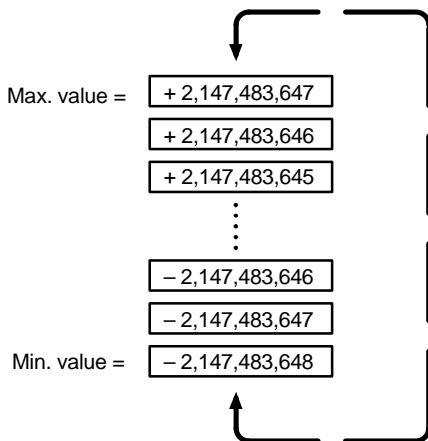 Max. value = + 2,147,483,647
+ 2,147,483,646
+ 2,147,483,645
– 2,147,483,646
– 2,147,483,647
Min. value = – 2,147,483,648